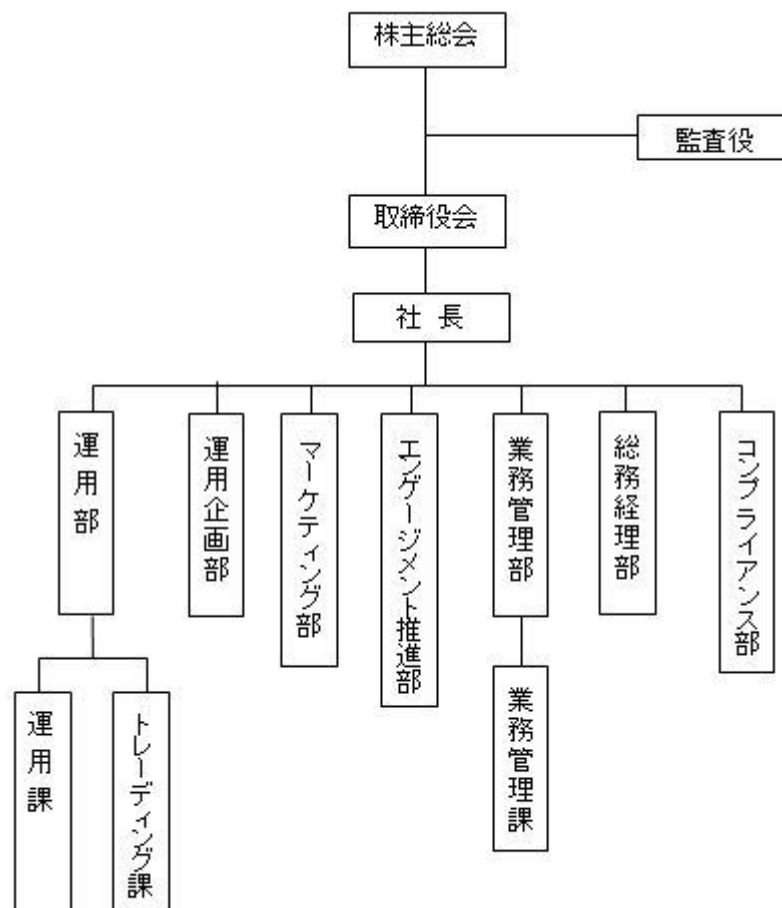 株主総会
監査役
取締役会
社長
運用部
運用企画部
マーケティング部
エンゲージメント推進部
業務管理部
総務経理部
コンプライアンス部
運用課
トレーディング課
業務管理課